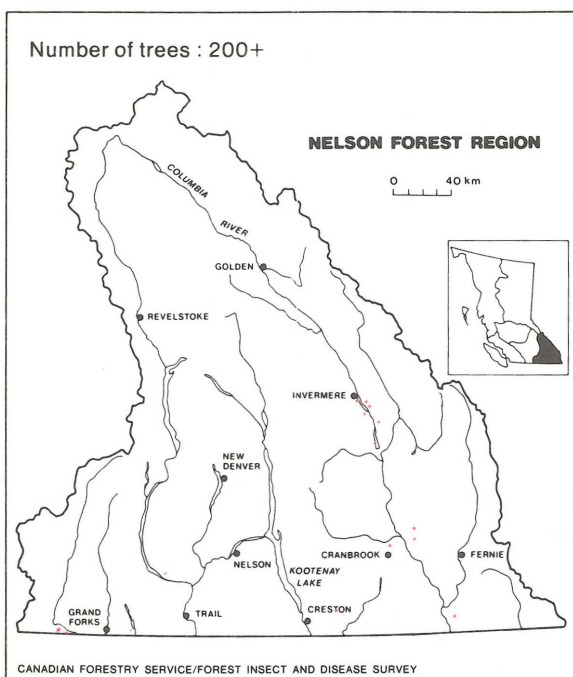 Number of trees : 200+
NELSON FOREST REGION
0 40 km
COLUMBIA
RIVER
GOLDEN
REVELSTOKE
INVERMERE
NEW
DENVER
NELSON
KOOTENAY
LAKE
CRANBROOK
FERNIE
GRAND
FORKS
TRAIL
CRESTON
CANADIAN FORESTRY SERVICE/FOREST INSECT AND DISEASE SURVEY